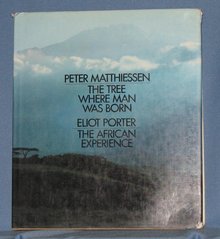 PETER MATTHIESSEN
THE TREE
WHERE MAN
WAS BORN
ELIOT PORTER
THE AFRICAN
EXPERIENCE